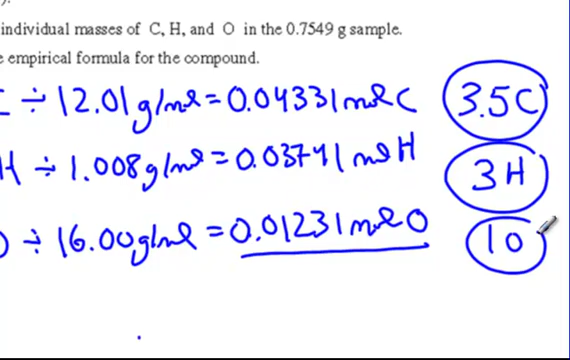 individual masses of C, H, and O in the 0.7549 g sample.
empirical formula for the compound.
÷ 12.01 g/mol = 0.04331 mol C 3.5 C
H ÷ 1.008 g/mol = 0.03741 mol H 3 H
O ÷ 16.00 g/mol = 0.01231 mol O 1 O